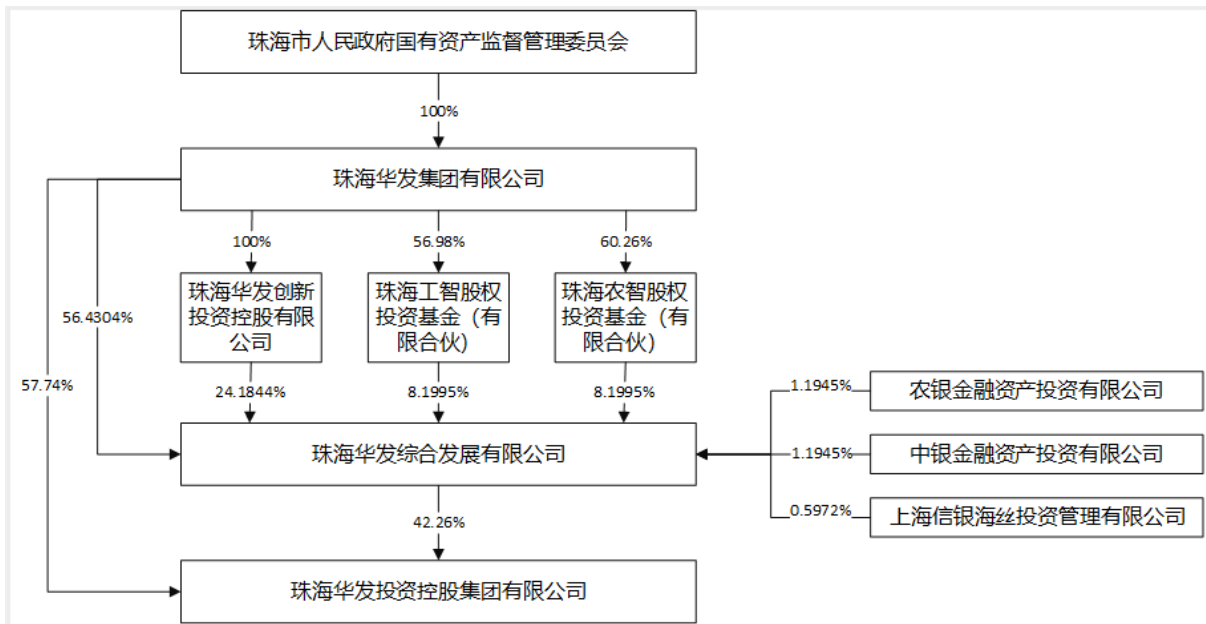 珠海市人民政府国有资产监督管理委员会
100%
珠海华发集团有限公司
100%
56.98%
60.26%
珠海华发创新
投资控股有限
公司
珠海工智股权
投资基金（有
限合伙）
珠海农智股权
投资基金（有
限合伙）
56.4304%
57.74%
24.1844%
8.1995%
8.1995%
1.1945%
农银金融资产投资有限公司
珠海华发综合发展有限公司
1.1945%
中银金融资产投资有限公司
0.5972%
上海信银海丝投资管理有限公司
42.26%
珠海华发投资控股集团有限公司